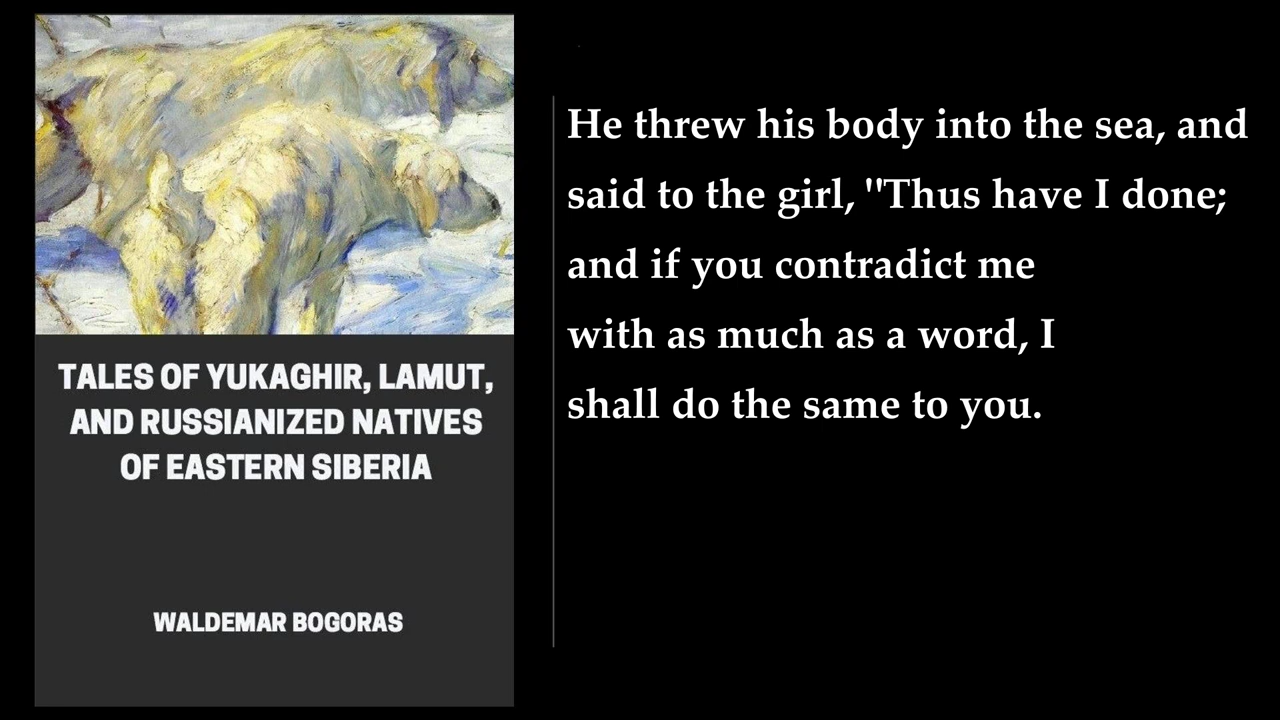 TALES OF YUKAGHIR, LAMUT,
AND RUSSIANIZED NATIVES
OF EASTERN SIBERIA
WALDEMAR BOGORAS
He threw his body into the sea, and
said to the girl, "Thus have I done;
and if you contradict me
with as much as a word, I
shall do the same to you.